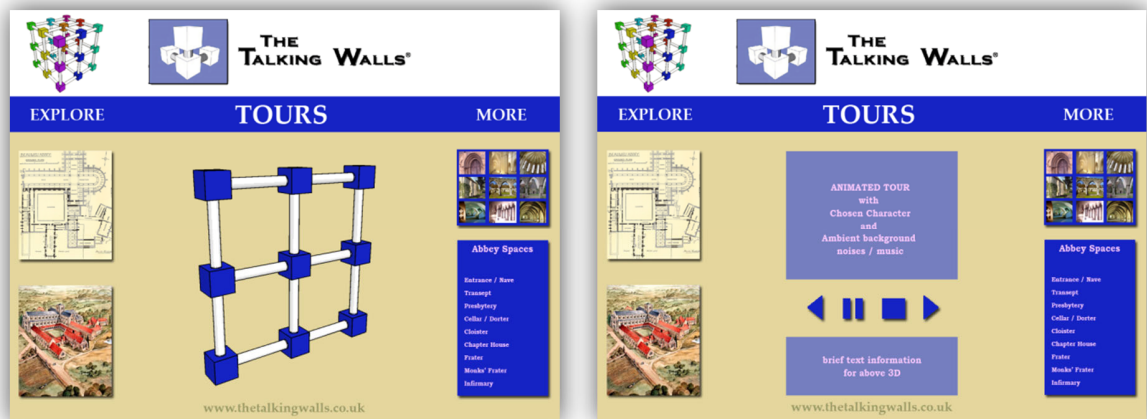 THE
TALKING WALLS®
EXPLORE
TOURS
MORE
Abbey Spaces
Entrance / Nave
Transept
Presbytery
Cellar / Dorter
Cloister
Chapter House
Frater
Monks' Frater
Infirmary
www.thetalkingwalls.co.uk
THE
TALKING WALLS®
EXPLORE
TOURS
MORE
ANIMATED TOUR
with
Chosen Character
and
Ambient background
noises / music
brief text information
for above 3D
Abbey Spaces
Entrance / Nave
Transept
Presbytery
Cellar / Dorter
Cloister
Chapter House
Frater
Monks' Frater
Infirmary
www.thetalkingwalls.co.uk